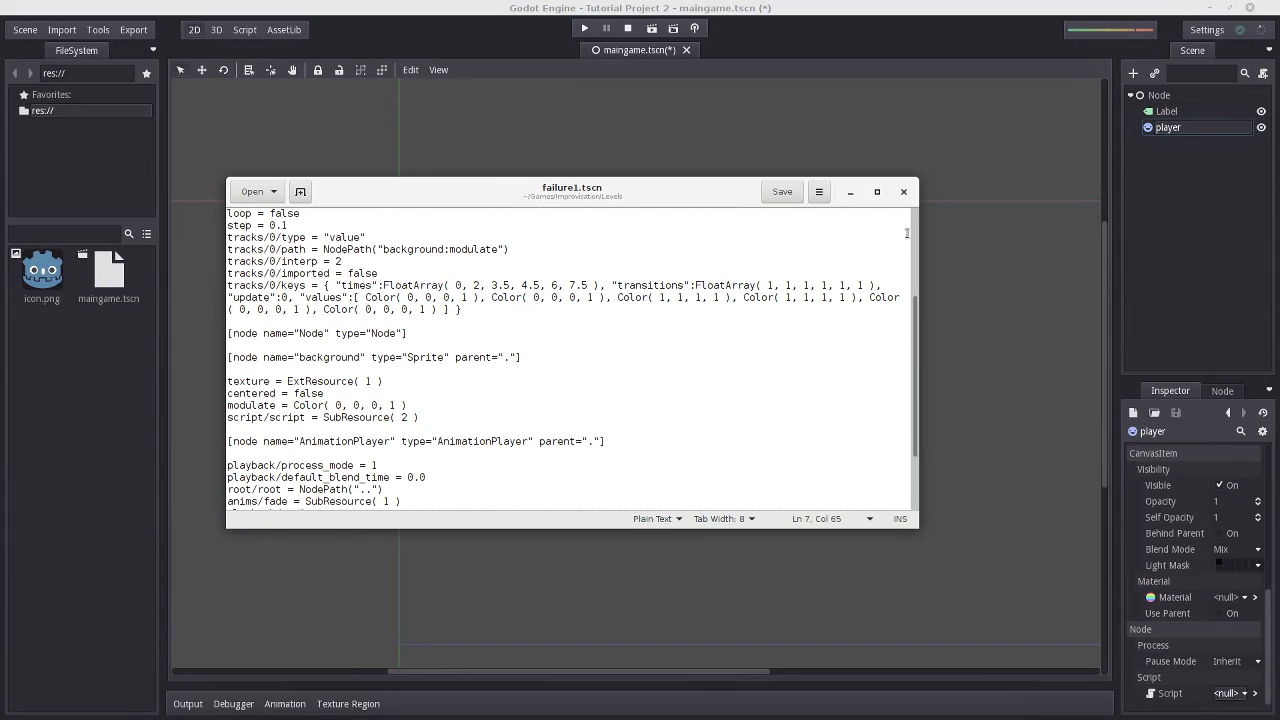 Godot Engine - Tutorial Project 2 - maingame.tscn (*)
Scene Import Tools Export
2D 3D Script AssetLib
Settings
FileSystem
maingame.tscn(*)
Scene
res://
Edit View
Favorites:
res://
Node
Label
player
icon.png
maingame.tscn
Open
failure1.tscn
~/Games/Improvisation/Levels
Save
loop = false
step = 0.1
tracks/0/type = "value"
tracks/0/path = NodePath("background:modulate")
tracks/0/interp = 2
tracks/0/imported = false
tracks/0/keys = { "times":FloatArray( 0, 2, 3.5, 4.5, 6, 7.5 ), "transitions":FloatArray( 1, 1, 1, 1, 1, 1 ),
"update":0, "values":[ Color( 0, 0, 0, 1 ), Color( 0, 0, 0, 1 ), Color( 1, 1, 1, 1 ), Color( 1, 1, 1, 1 ), Color
( 0, 0, 0, 1 ), Color( 0, 0, 0, 1 ) ] }
[node name="Node" type="Node"]
[node name="background" type="Sprite" parent="."]
texture = ExtResource( 1 )
centered = false
modulate = Color( 0, 0, 0, 1 )
script/script = SubResource( 2 )
[node name="AnimationPlayer" type="AnimationPlayer" parent="."]
playback/process_mode = 1
playback/default_blend_time = 0.0
root/root = NodePath("..")
anims/fade = SubResource( 1 )
Plain Text Tab Width: 8 Ln 7, Col 65 INS
Inspector Node
player
CanvasItem
Visibility
Visible On
Opacity 1
Self Opacity 1
Behind Parent On
Blend Mode Mix
Light Mask
Material
Material <null>
Use Parent On
Node
Process
Pause Mode Inherit
Script
Script <null>
Output Debugger Animation Texture Region